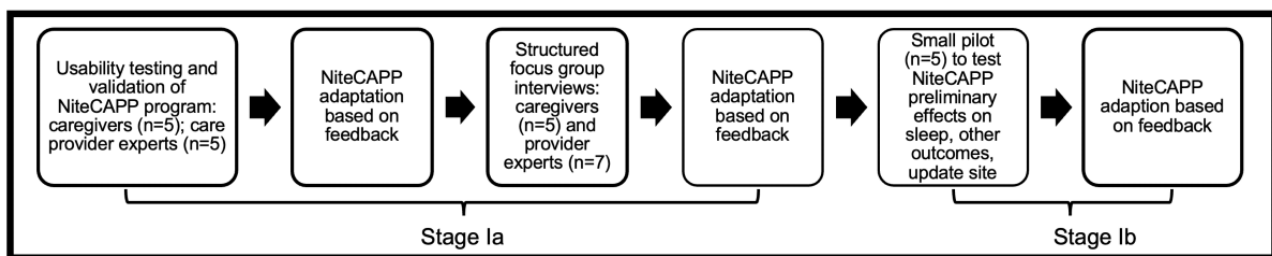 Usability testing and
validation of
NiteCAPP program:
caregivers (n=5); care
provider experts (n=5)
NiteCAPP
adaptation
based on
feedback
Structured
focus group
interviews:
caregivers
(n=5) and
provider
experts (n=7)
NiteCAPP
adaptation
based on
feedback
Small pilot
(n=5) to test
NiteCAPP
preliminary
effects on
sleep, other
outcomes,
update site
NiteCAPP
adaption based
on feedback
Stage Ia
Stage Ib